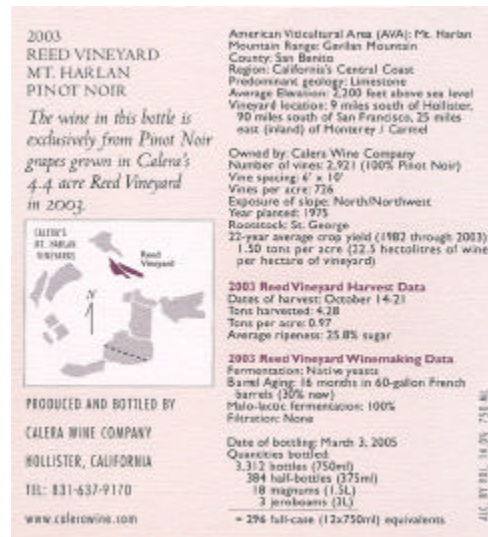 2003
REED VINEYARD
MT. HARLAN
PINOT NOIR
The wine in this bottle is
exclusively from Pinot Noir
grapes grown in Calera's
4.4 acre Reed Vineyard
in 2003.
CALERA'S
MT. HARLAN
VINEYARDS
Reed
Vineyard
N
PRODUCED AND BOTTLED BY
CALERA WINE COMPANY
HOLLISTER, CALIFORNIA
TEL: 831-637-9170
www.calerawine.com
American Viticultural Area (AVA): Mt. Harlan
Mountain Range: Gavilan Mountain
County: San Benito
Region: California's Central Coast
Predominant geology: Limestone
Average Elevation: 2,200 feet above sea level
Vineyard location: 9 miles south of Hollister,
90 miles south of San Francisco, 25 miles
east (inland) of Monterey / Carmel
Owned by: Calera Wine Company
Number of vines: 2,921 (100% Pinot Noir)
Vine spacing: 6' x 10'
Vines per acre: 726
Exposure of slope: North/Northwest
Year planted: 1975
Rootstock: St. George
22-year average crop yield (1982 through 2003)
1.50 tons per acre (22.5 hectolitres of wine
per hectare of vineyard)
2003 Reed Vineyard Harvest Data
Dates of harvest: October 14-21
Tons harvested: 4.28
Tons per acre: 0.97
Average ripeness: 25.8% sugar
2003 Reed Vineyard Winemaking Data
Fermentation: Native yeasts
Barrel Aging: 16 months in 60-gallon French
barrels (30% new)
Malo-lactic fermentation: 100%
Filtration: None
Date of bottling: March 3, 2005
Quantities bottled:
3,312 bottles (750ml)
384 half-bottles (375ml)
18 magnums (1.5L)
3 jeroboams (3L)
= 296 full-case (12x750ml) equivalents
ALC. BY VOL. 14.0% 750 ML